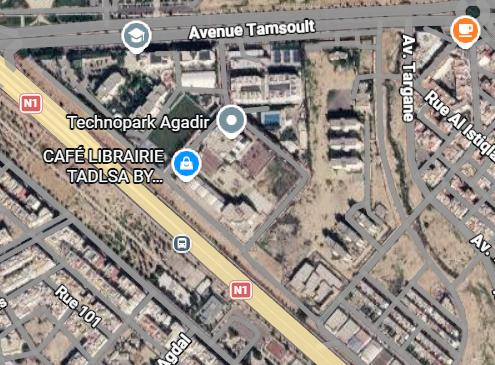 Avenue Tamsoult
N1
Av. Targane
Technopark Agadir
CAFÉ LIBRAIRIE
TADLSA BY...
Rue Al Istiqla
Av.
N1
Rue 101
Agdal
s